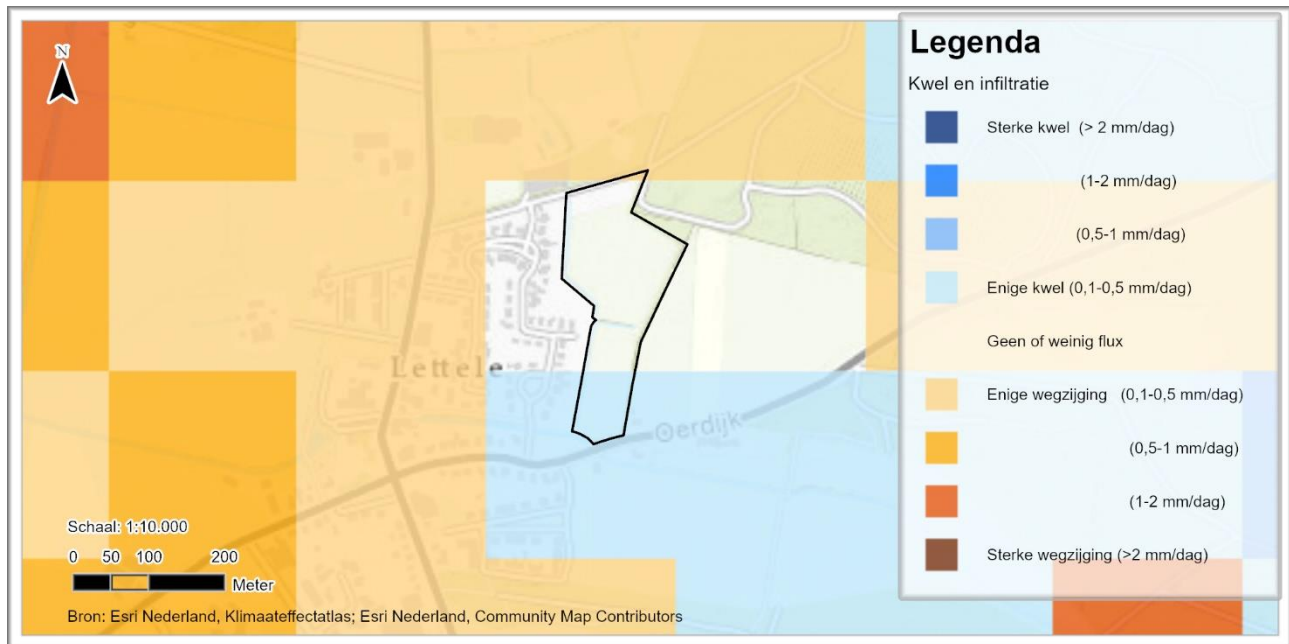 N
Legenda
Kwel en infiltratie
Sterke kwel (> 2 mm/dag)
(1-2 mm/dag)
(0,5-1 mm/dag)
Enige kwel (0,1-0,5 mm/dag)
Geen of weinig flux
Enige wegzijging (0,1-0,5 mm/dag)
(0,5-1 mm/dag)
(1-2 mm/dag)
Sterke wegzijging (>2 mm/dag)
Lettele
Oerdijk
Schaal: 1:10.000
0 50 100 200
Meter
Bron: Esri Nederland, Klimaateffectatlas; Esri Nederland, Community Map Contributors